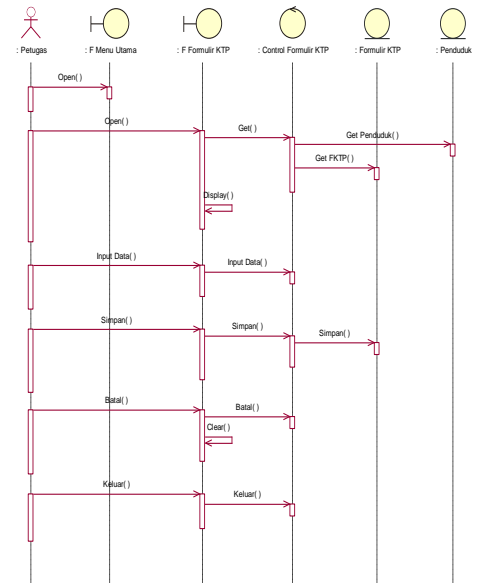 : Petugas
: F Menu Utama
: F Formulir KTP
: Control Formulir KTP
: Formulir KTP
: Penduduk
Open( )
Open( )
Get( )
Get Penduduk( )
Get FKTP( )
Display( )
Input Data( )
Input Data( )
Simpan( )
Simpan( )
Simpan( )
Batal( )
Batal( )
Clear( )
Keluar( )
Keluar( )